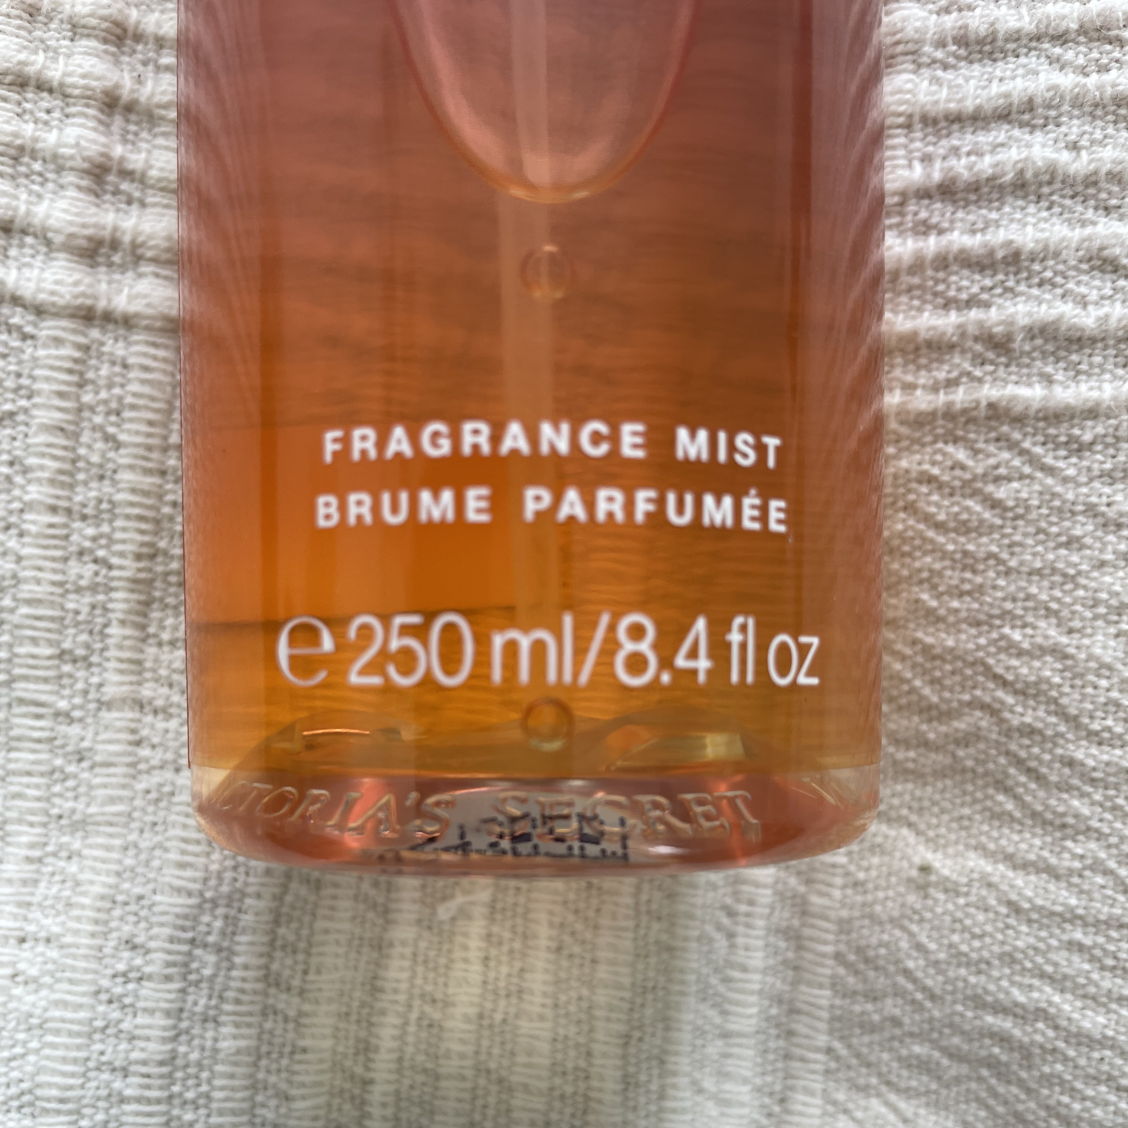 FRAGRANCE MIST
BRUME PARFUMÉE
℮ 250 ml/8.4 fl oz
VICTORIA'S SECRET